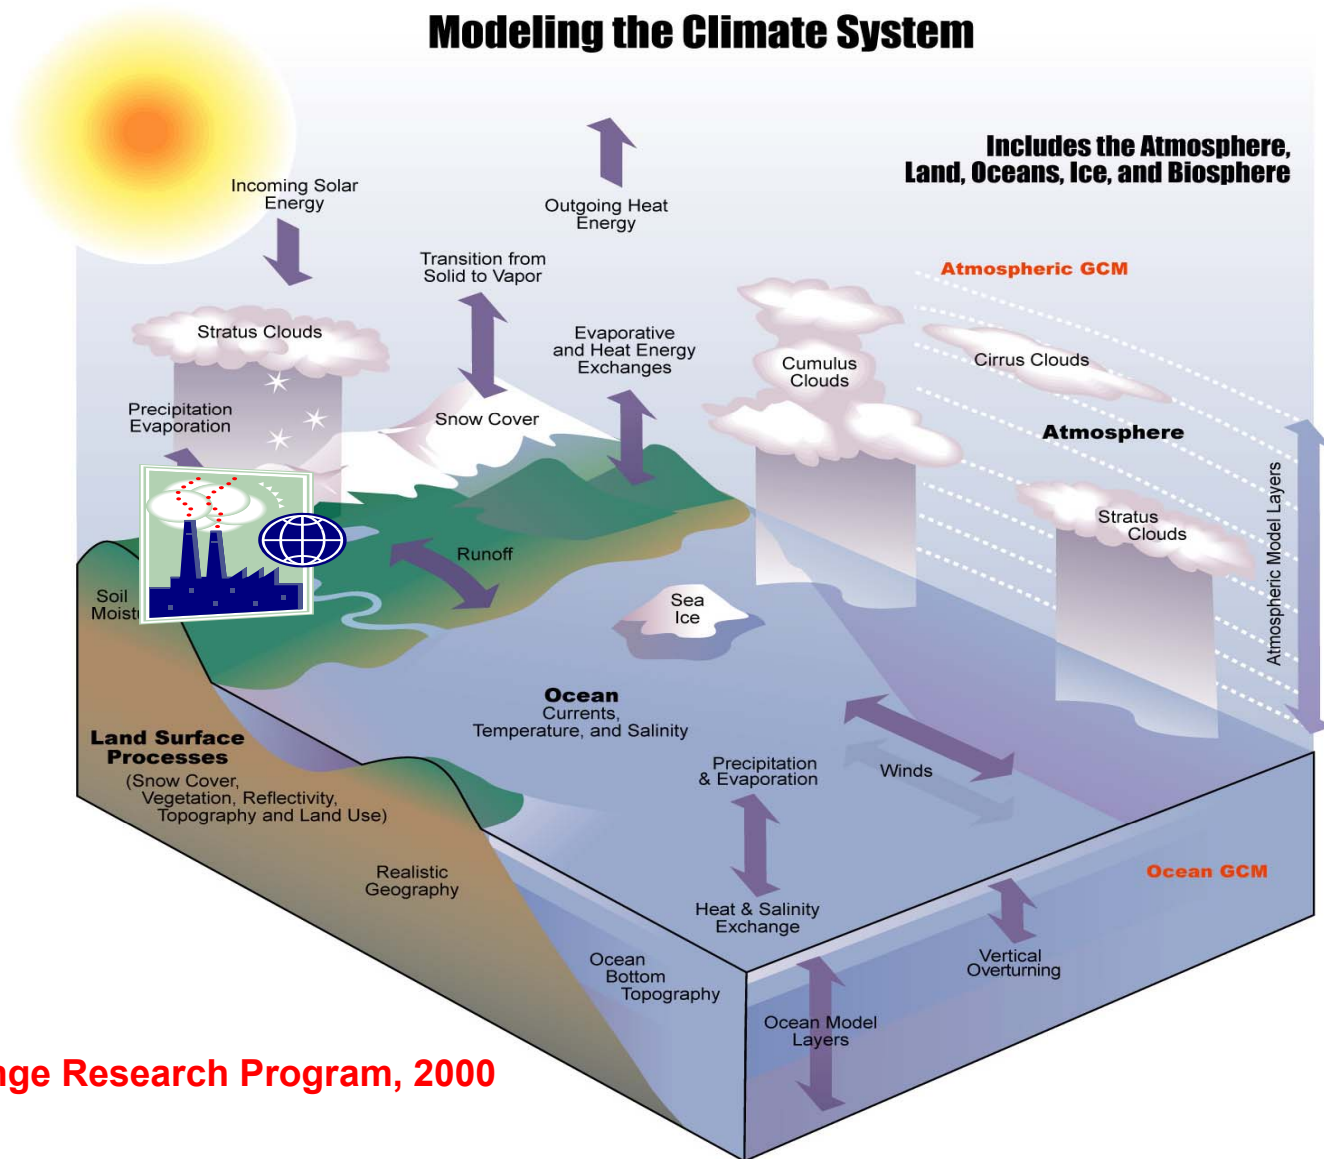 Modeling the Climate System
Includes the Atmosphere,
Land, Oceans, Ice, and Biosphere
Incoming Solar
Energy
Outgoing Heat
Energy
Transition from
Solid to Vapor
Atmospheric GCM
Stratus Clouds
Evaporative
and Heat Energy
Exchanges
Cumulus
Clouds
Cirrus Clouds
Precipitation
Evaporation
Snow Cover
Atmosphere
Atmospheric Model Layers
Stratus
Clouds
Runoff
Soil
Sea
Ice
Ocean
Currents,
Temperature, and Salinity
Land Surface
Processes
(Snow Cover,
Vegetation, Reflectivity,
Topography and Land Use)
Precipitation
& Evaporation
Winds
Realistic
Geography
Ocean GCM
Heat & Salinity
Exchange
Ocean
Bottom
Topography
Vertical
Overturning
Ocean Model
Layers
Research Program, 2000